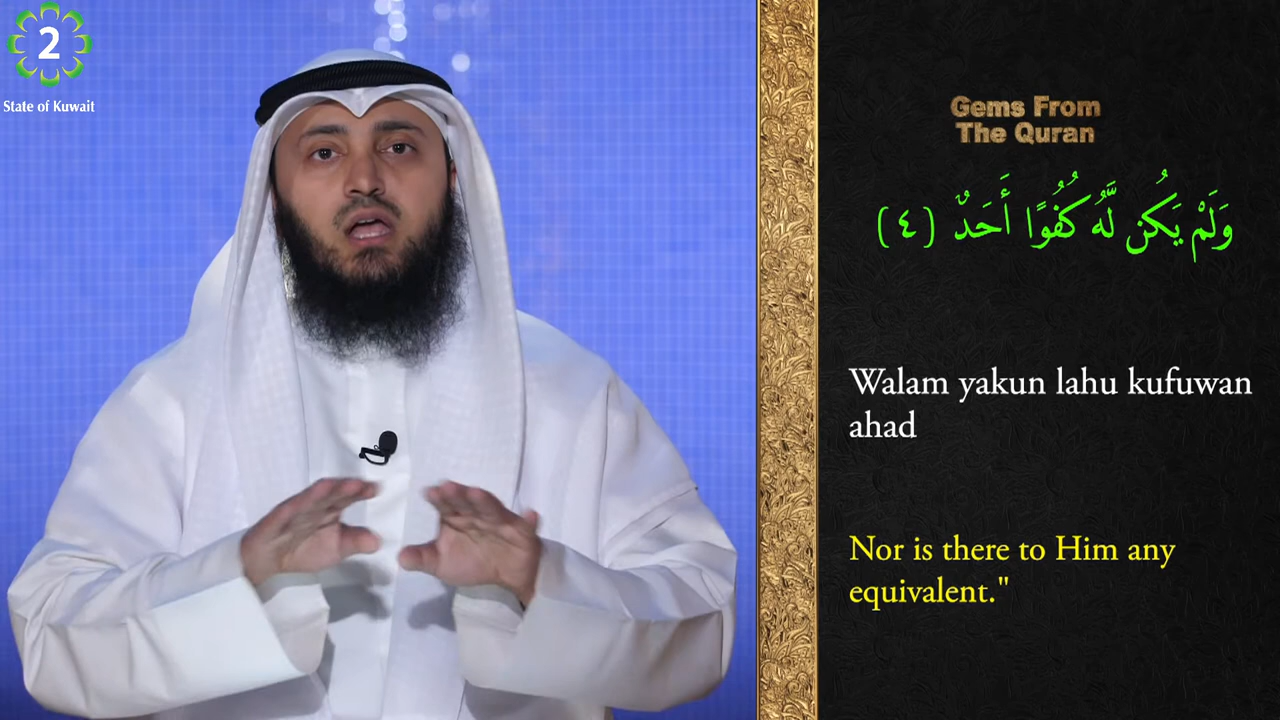 2
State of Kuwait
Gems From
The Quran
وَلَمْ يَكُن لَّهُ كُفُوًا أَحَدٌ (٤)
Walam yakun lahu kufuwan
ahad
Nor is there to Him any
equivalent."